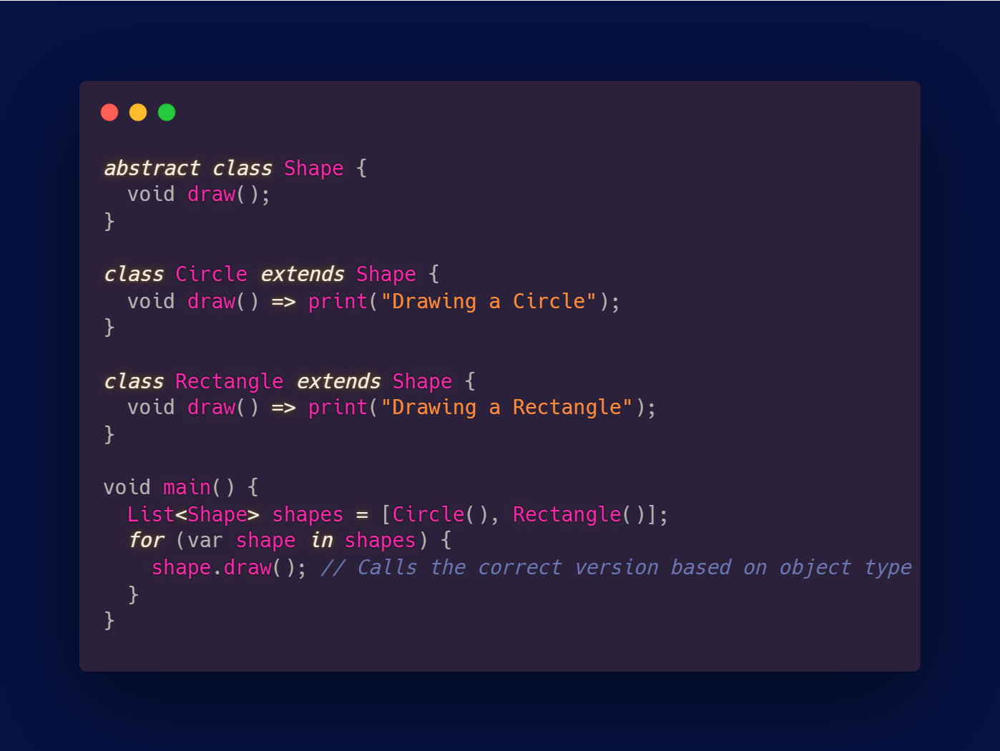 abstract class Shape {
  void draw();
}

class Circle extends Shape {
  void draw() => print("Drawing a Circle");
}

class Rectangle extends Shape {
  void draw() => print("Drawing a Rectangle");
}

void main() {
  List<Shape> shapes = [Circle(), Rectangle()];
  for (var shape in shapes) {
    shape.draw(); // Calls the correct version based on object type
  }
}